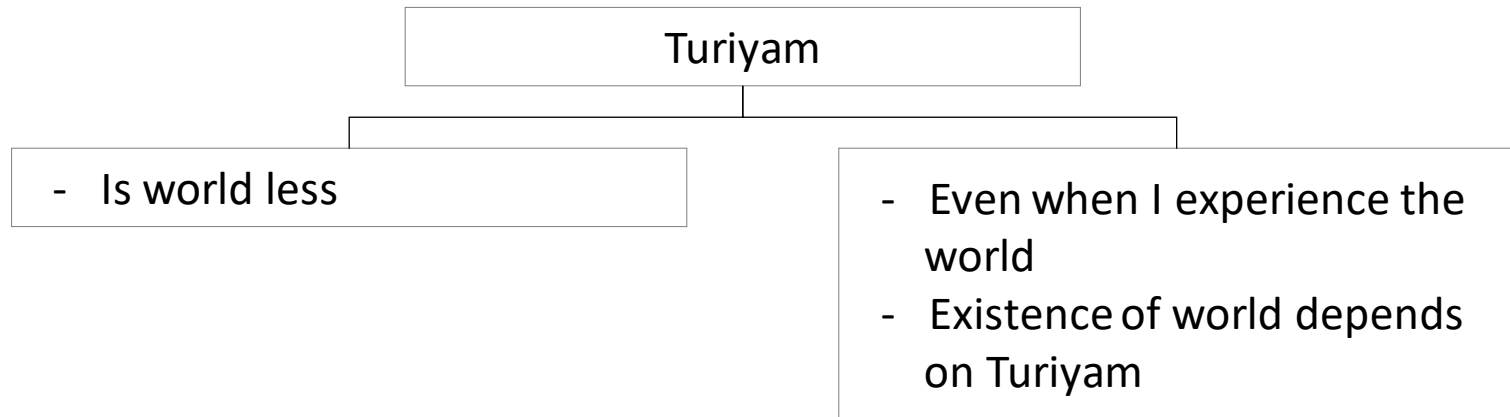 Turiyam
- Is world less
- Even when I experience the
world
- Existence of world depends
on Turiyam